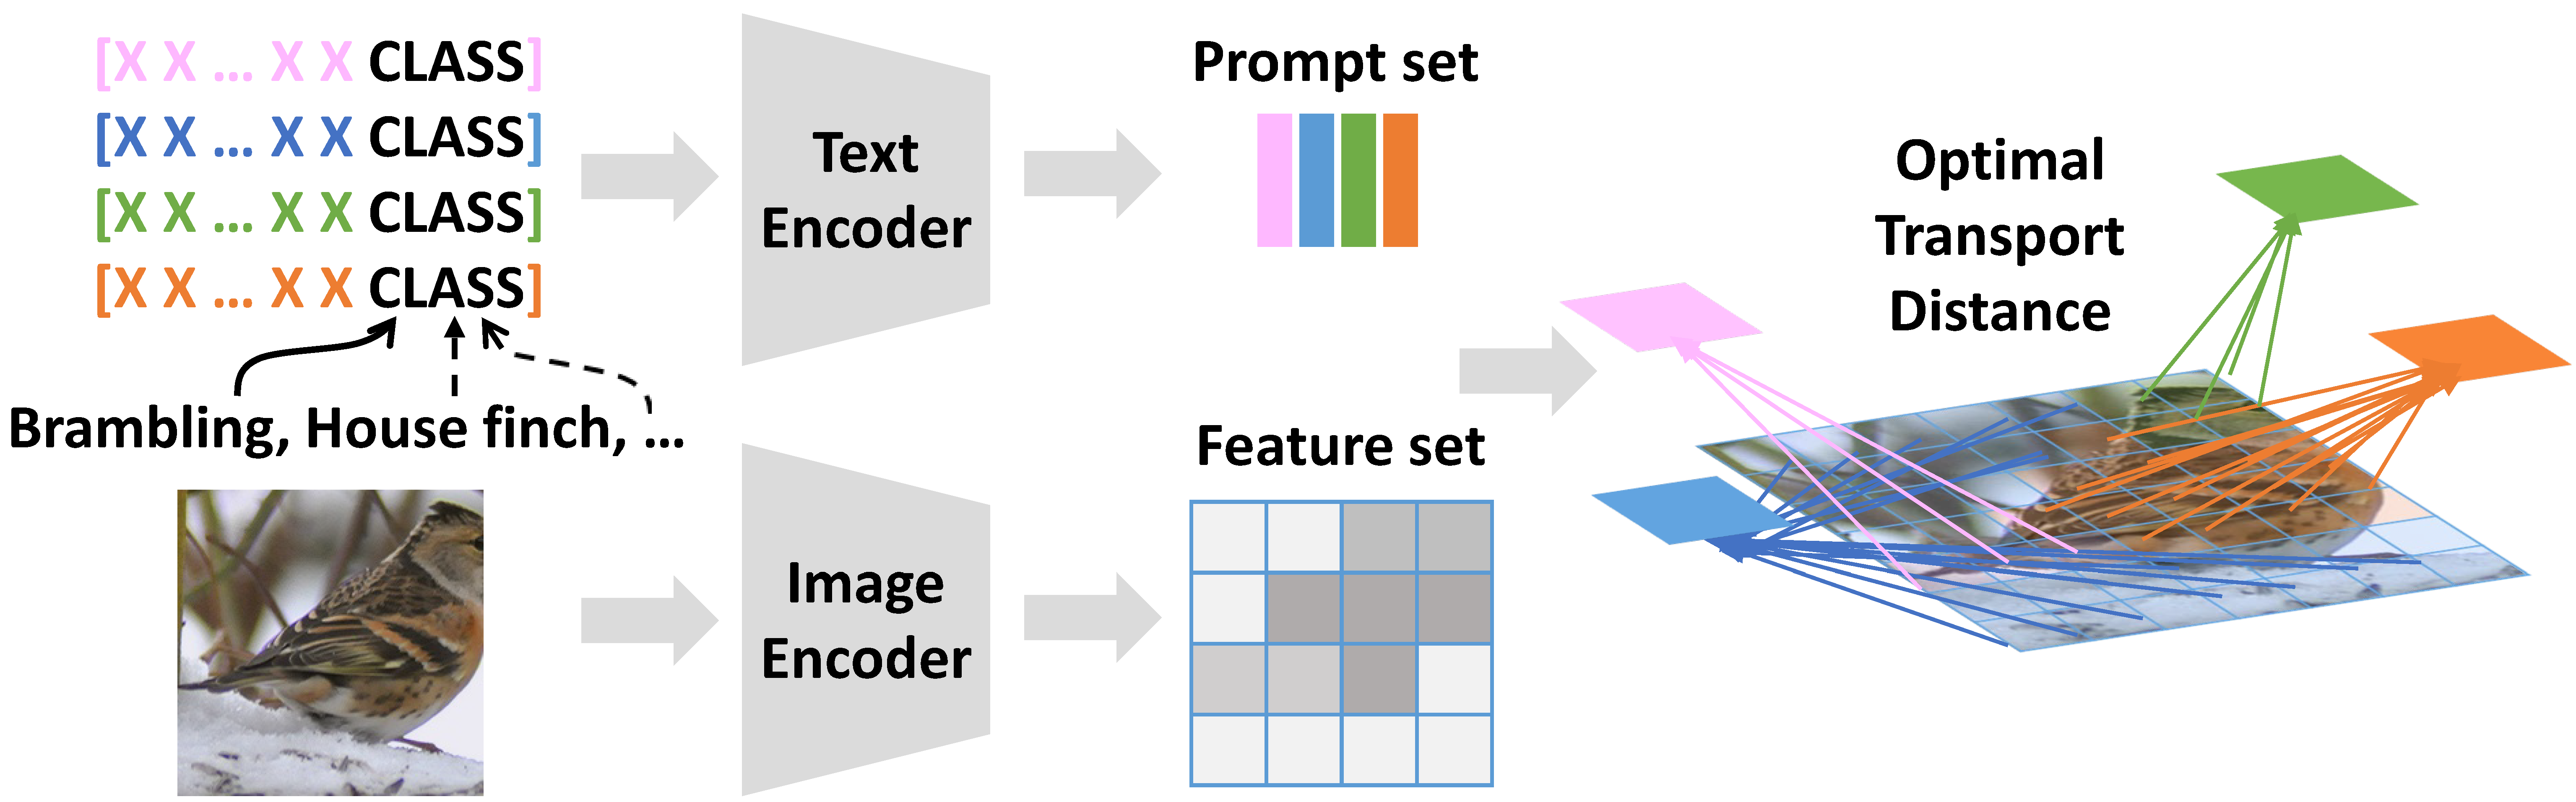 [X X ... X X CLASS]
[X X ... X X CLASS]
[X X ... X X CLASS]
[X X ... X X CLASS]
Brambling, House finch, ...
Text
Encoder
Prompt set
Image
Encoder
Feature set
Optimal
Transport
Distance